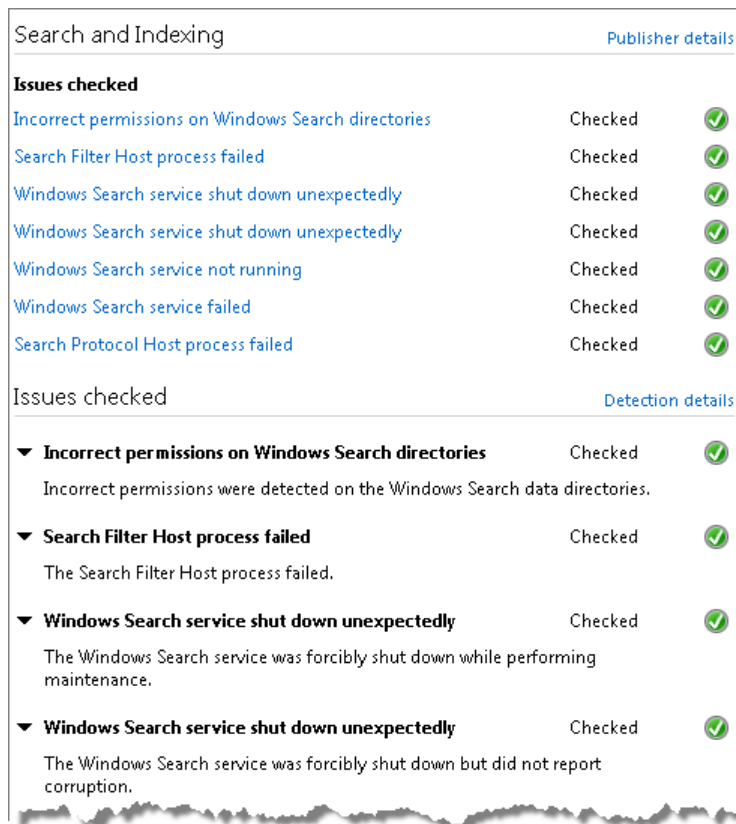 Search and Indexing Publisher details
Issues checked
Incorrect permissions on Windows Search directories Checked
Search Filter Host process failed Checked
Windows Search service shut down unexpectedly Checked
Windows Search service shut down unexpectedly Checked
Windows Search service not running Checked
Windows Search service failed Checked
Search Protocol Host process failed Checked
Issues checked Detection details
Incorrect permissions on Windows Search directories Checked
Incorrect permissions were detected on the Windows Search data directories.
Search Filter Host process failed Checked
The Search Filter Host process failed.
Windows Search service shut down unexpectedly Checked
The Windows Search service was forcibly shut down while performing
maintenance.
Windows Search service shut down unexpectedly Checked
The Windows Search service was forcibly shut down but did not report
corruption.